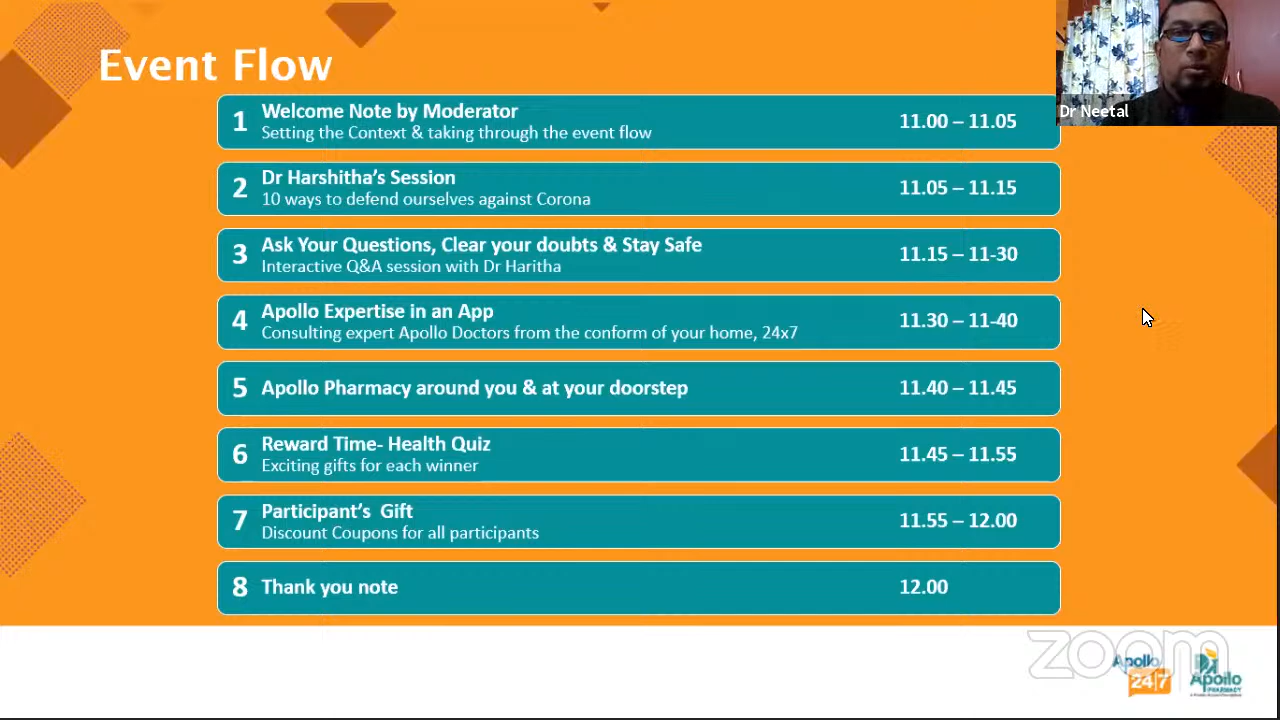 Event Flow
Dr Neetal
1
Welcome Note by Moderator
Setting the Context & taking through the event flow
11.00 – 11.05
2
Dr Harshitha's Session
10 ways to defend ourselves against Corona
11.05 – 11.15
3
Ask Your Questions, Clear your doubts & Stay Safe
Interactive Q&A session with Dr Haritha
11.15 – 11-30
4
Apollo Expertise in an App
Consulting expert Apollo Doctors from the conform of your home, 24x7
11.30 – 11-40
5
Apollo Pharmacy around you & at your doorstep
11.40 – 11.45
6
Reward Time- Health Quiz
Exciting gifts for each winner
11.45 – 11.55
7
Participant's Gift
Discount Coupons for all participants
11.55 – 12.00
8
Thank you note
12.00
zoom
Apollo
24|7
Apollo
PHARMACY